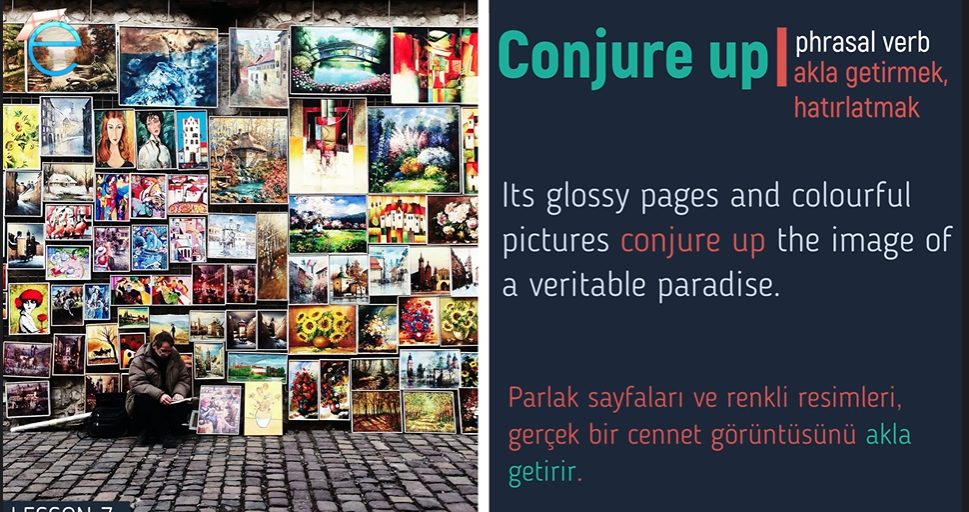 e
Conjure up
phrasal verb
akla getirmek,
hatırlatmak
Its glossy pages and colourful
pictures conjure up the image of
a veritable paradise.
Parlak sayfaları ve renkli resimleri,
gerçek bir cennet görüntüsünü akla
getirir.
LESSON 7